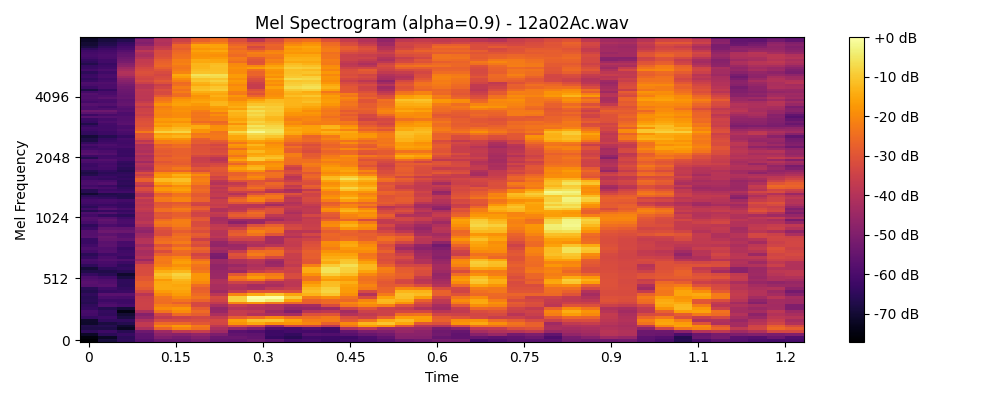 Mel Spectrogram (alpha=0.9) - 12a02Ac.wav
Mel Frequency
4096
2048
1024
512
0
0 0.15 0.3 0.45 0.6 0.75 0.9 1.1 1.2
Time
+0 dB
-10 dB
-20 dB
-30 dB
-40 dB
-50 dB
-60 dB
-70 dB